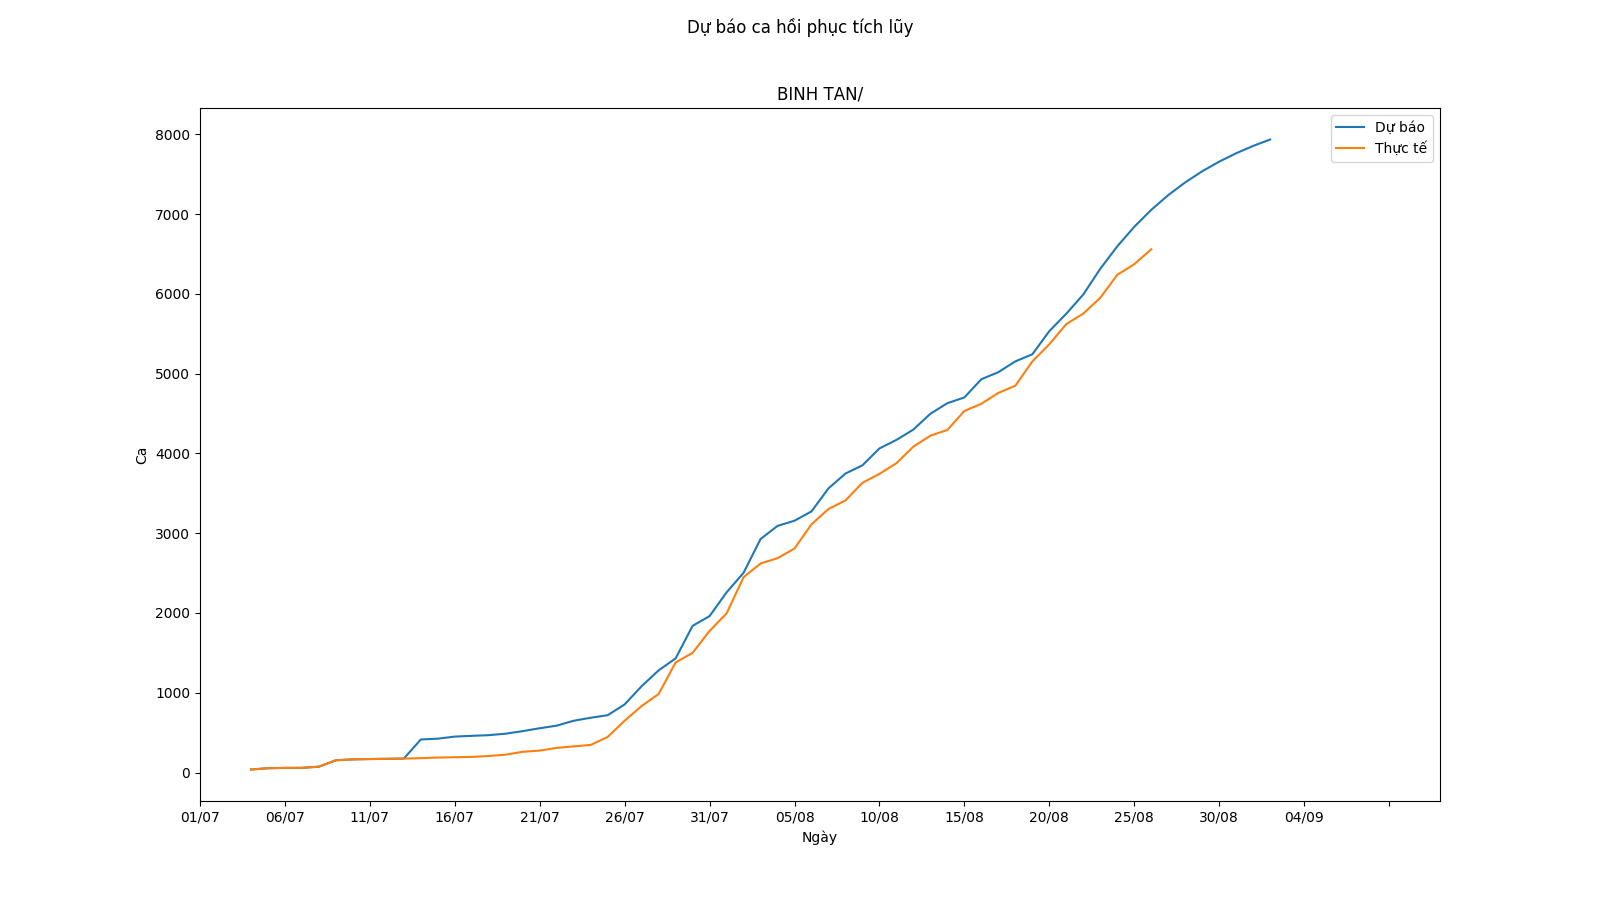 Dự báo ca hồi phục tích lũy
BINH TAN/
Dự báo
Thực tế
8000
7000
6000
5000
4000
3000
2000
1000
0
Ca
01/07 06/07 11/07 16/07 21/07 26/07 31/07 05/08 10/08 15/08 20/08 25/08 30/08 04/09
Ngày